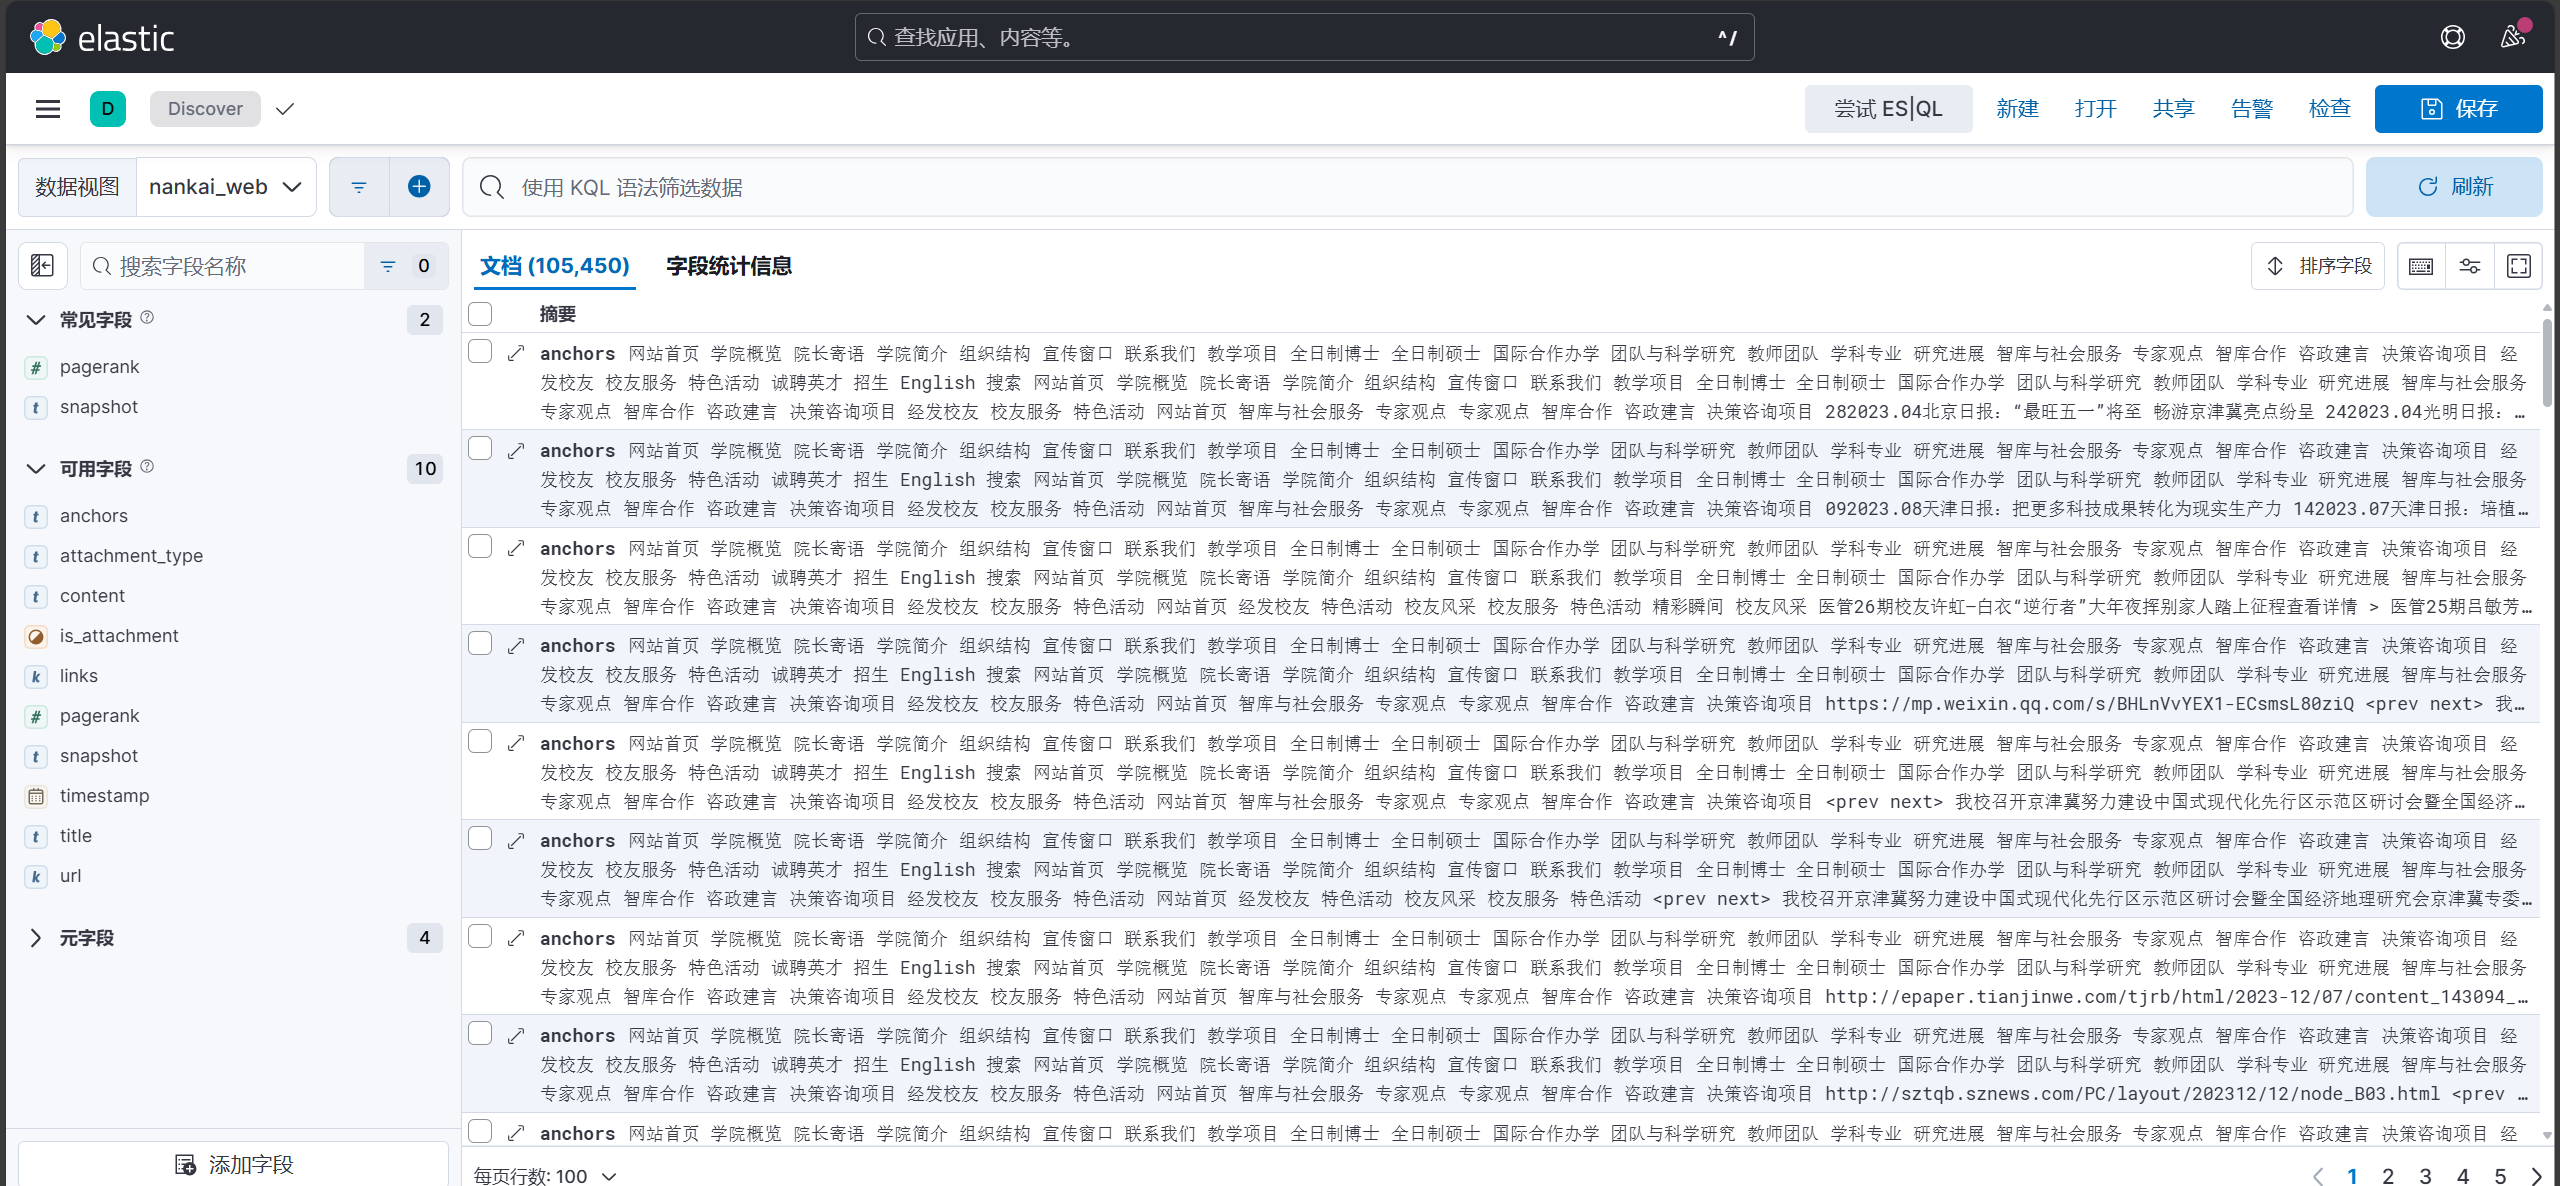 elastic
查找应用、内容等。 ^/
D Discover 尝试 ES|QL 新建 打开 共享 告警 检查 保存
数据视图 nankai_web 使用 KQL 语法筛选数据 刷新
搜索字段名称 0
文档 (105,450) 字段统计信息 排序字段
常见字段 2
# pagerank
t snapshot
可用字段 10
t anchors
t attachment_type
t content
is_attachment
k links
# pagerank
t snapshot
timestamp
t title
k url
元字段 4
添加字段
摘要
anchors 网站首页 学院概览 院长寄语 学院简介 组织结构 宣传窗口 联系我们 教学项目 全日制博士 全日制硕士 国际合作办学 团队与科学研究 教师团队 学科专业 研究进展 智库与社会服务 专家观点 智库合作 咨政建言 决策咨询项目 经
发校友 校友服务 特色活动 诚聘英才 招生 English 搜索 网站首页 学院概览 院长寄语 学院简介 组织结构 宣传窗口 联系我们 教学项目 全日制博士 全日制硕士 国际合作办学 团队与科学研究 教师团队 学科专业 研究进展 智库与社会服务
专家观点 智库合作 咨政建言 决策咨询项目 经发校友 校友服务 特色活动 网站首页 智库与社会服务 专家观点 专家观点 智库合作 咨政建言 决策咨询项目 282023.04北京日报：“最旺五一”将至 畅游京津冀亮点纷呈 242023.04光明日报：…
anchors 网站首页 学院概览 院长寄语 学院简介 组织结构 宣传窗口 联系我们 教学项目 全日制博士 全日制硕士 国际合作办学 团队与科学研究 教师团队 学科专业 研究进展 智库与社会服务 专家观点 智库合作 咨政建言 决策咨询项目 经
发校友 校友服务 特色活动 诚聘英才 招生 English 搜索 网站首页 学院概览 院长寄语 学院简介 组织结构 宣传窗口 联系我们 教学项目 全日制博士 全日制硕士 国际合作办学 团队与科学研究 教师团队 学科专业 研究进展 智库与社会服务
专家观点 智库合作 咨政建言 决策咨询项目 经发校友 校友服务 特色活动 网站首页 智库与社会服务 专家观点 专家观点 智库合作 咨政建言 决策咨询项目 092023.08天津日报：把更多科技成果转化为现实生产力 142023.07天津日报：培植…
anchors 网站首页 学院概览 院长寄语 学院简介 组织结构 宣传窗口 联系我们 教学项目 全日制博士 全日制硕士 国际合作办学 团队与科学研究 教师团队 学科专业 研究进展 智库与社会服务 专家观点 智库合作 咨政建言 决策咨询项目 经
发校友 校友服务 特色活动 诚聘英才 招生 English 搜索 网站首页 学院概览 院长寄语 学院简介 组织结构 宣传窗口 联系我们 教学项目 全日制博士 全日制硕士 国际合作办学 团队与科学研究 教师团队 学科专业 研究进展 智库与社会服务
专家观点 智库合作 咨政建言 决策咨询项目 经发校友 校友服务 特色活动 网站首页 经发校友 特色活动 校友风采 校友服务 特色活动 精彩瞬间 校友风采 医管26期校友许虹—白衣“逆行者”大年夜挥别家人踏上征程查看详情 > 医管25期吕敏芳…
anchors 网站首页 学院概览 院长寄语 学院简介 组织结构 宣传窗口 联系我们 教学项目 全日制博士 全日制硕士 国际合作办学 团队与科学研究 教师团队 学科专业 研究进展 智库与社会服务 专家观点 智库合作 咨政建言 决策咨询项目 经
发校友 校友服务 特色活动 诚聘英才 招生 English 搜索 网站首页 学院概览 院长寄语 学院简介 组织结构 宣传窗口 联系我们 教学项目 全日制博士 全日制硕士 国际合作办学 团队与科学研究 教师团队 学科专业 研究进展 智库与社会服务
专家观点 智库合作 咨政建言 决策咨询项目 经发校友 校友服务 特色活动 网站首页 智库与社会服务 专家观点 专家观点 智库合作 咨政建言 决策咨询项目 https://mp.weixin.qq.com/s/BHLnVvYEX1-ECsmsL80ziQ <prev next> 我…
anchors 网站首页 学院概览 院长寄语 学院简介 组织结构 宣传窗口 联系我们 教学项目 全日制博士 全日制硕士 国际合作办学 团队与科学研究 教师团队 学科专业 研究进展 智库与社会服务 专家观点 智库合作 咨政建言 决策咨询项目 经
发校友 校友服务 特色活动 诚聘英才 招生 English 搜索 网站首页 学院概览 院长寄语 学院简介 组织结构 宣传窗口 联系我们 教学项目 全日制博士 全日制硕士 国际合作办学 团队与科学研究 教师团队 学科专业 研究进展 智库与社会服务
专家观点 智库合作 咨政建言 决策咨询项目 经发校友 校友服务 特色活动 网站首页 智库与社会服务 专家观点 专家观点 智库合作 咨政建言 决策咨询项目 <prev next> 我校召开京津冀努力建设中国式现代化先行区示范区研讨会暨全国经济…
anchors 网站首页 学院概览 院长寄语 学院简介 组织结构 宣传窗口 联系我们 教学项目 全日制博士 全日制硕士 国际合作办学 团队与科学研究 教师团队 学科专业 研究进展 智库与社会服务 专家观点 智库合作 咨政建言 决策咨询项目 经
发校友 校友服务 特色活动 诚聘英才 招生 English 搜索 网站首页 学院概览 院长寄语 学院简介 组织结构 宣传窗口 联系我们 教学项目 全日制博士 全日制硕士 国际合作办学 团队与科学研究 教师团队 学科专业 研究进展 智库与社会服务
专家观点 智库合作 咨政建言 决策咨询项目 经发校友 校友服务 特色活动 网站首页 经发校友 特色活动 校友风采 校友服务 特色活动 <prev next> 我校召开京津冀努力建设中国式现代化先行区示范区研讨会暨全国经济地理研究会京津冀专委…
anchors 网站首页 学院概览 院长寄语 学院简介 组织结构 宣传窗口 联系我们 教学项目 全日制博士 全日制硕士 国际合作办学 团队与科学研究 教师团队 学科专业 研究进展 智库与社会服务 专家观点 智库合作 咨政建言 决策咨询项目 经
发校友 校友服务 特色活动 诚聘英才 招生 English 搜索 网站首页 学院概览 院长寄语 学院简介 组织结构 宣传窗口 联系我们 教学项目 全日制博士 全日制硕士 国际合作办学 团队与科学研究 教师团队 学科专业 研究进展 智库与社会服务
专家观点 智库合作 咨政建言 决策咨询项目 经发校友 校友服务 特色活动 网站首页 智库与社会服务 专家观点 专家观点 智库合作 咨政建言 决策咨询项目 http://epaper.tianjinwe.com/tjrb/html/2023-12/07/content_143094_…
anchors 网站首页 学院概览 院长寄语 学院简介 组织结构 宣传窗口 联系我们 教学项目 全日制博士 全日制硕士 国际合作办学 团队与科学研究 教师团队 学科专业 研究进展 智库与社会服务 专家观点 智库合作 咨政建言 决策咨询项目 经
发校友 校友服务 特色活动 诚聘英才 招生 English 搜索 网站首页 学院概览 院长寄语 学院简介 组织结构 宣传窗口 联系我们 教学项目 全日制博士 全日制硕士 国际合作办学 团队与科学研究 教师团队 学科专业 研究进展 智库与社会服务
专家观点 智库合作 咨政建言 决策咨询项目 经发校友 校友服务 特色活动 网站首页 智库与社会服务 专家观点 专家观点 智库合作 咨政建言 决策咨询项目 http://sztqb.sznews.com/PC/layout/202312/12/node_B03.html <prev …
anchors 网站首页 学院概览 院长寄语 学院简介 组织结构 宣传窗口 联系我们 教学项目 全日制博士 全日制硕士 国际合作办学 团队与科学研究 教师团队 学科专业 研究进展 智库与社会服务 专家观点 智库合作 咨政建言 决策咨询项目 经
每页行数: 100 1 2 3 4 5